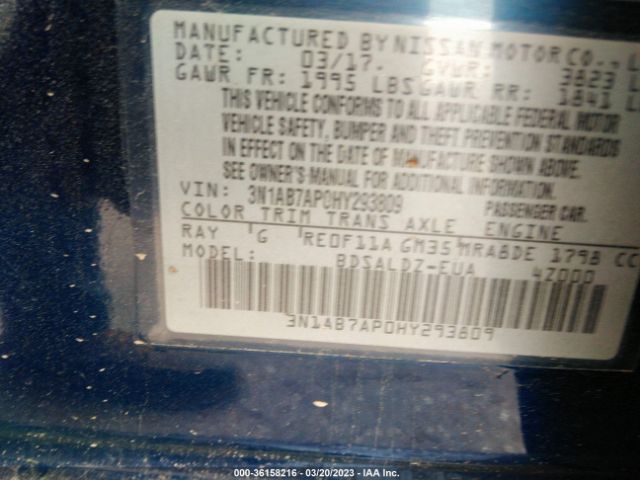 MANUFACTURED BY NISSAN MOTOR CO., L
DATE: 03/17. GVWR: 3823 L
GAWR FR: 1995 LBS GAWR RR: 1841 L
THIS VEHICLE CONFORMS TO ALL APPLICABLE FEDERAL MOTOR
VEHICLE SAFETY, BUMPER AND THEFT PREVENTION STANDARDS
IN EFFECT ON THE DATE OF MANUFACTURE SHOWN ABOVE.
SEE OWNER'S MANUAL FOR ADDITIONAL INFORMATION
VIN: 3N1AB7AP0HY293809 PASSENGER CAR.
COLOR TRIM TRANS AXLE ENGINE
RAY G RE0F11A GM35 MRA8DE 1798 CC
MODEL: BDSALDZ-EUA 4Z000
3N1AB7AP0HY293809
000-36158216 - 03/20/2023 - IAA Inc.